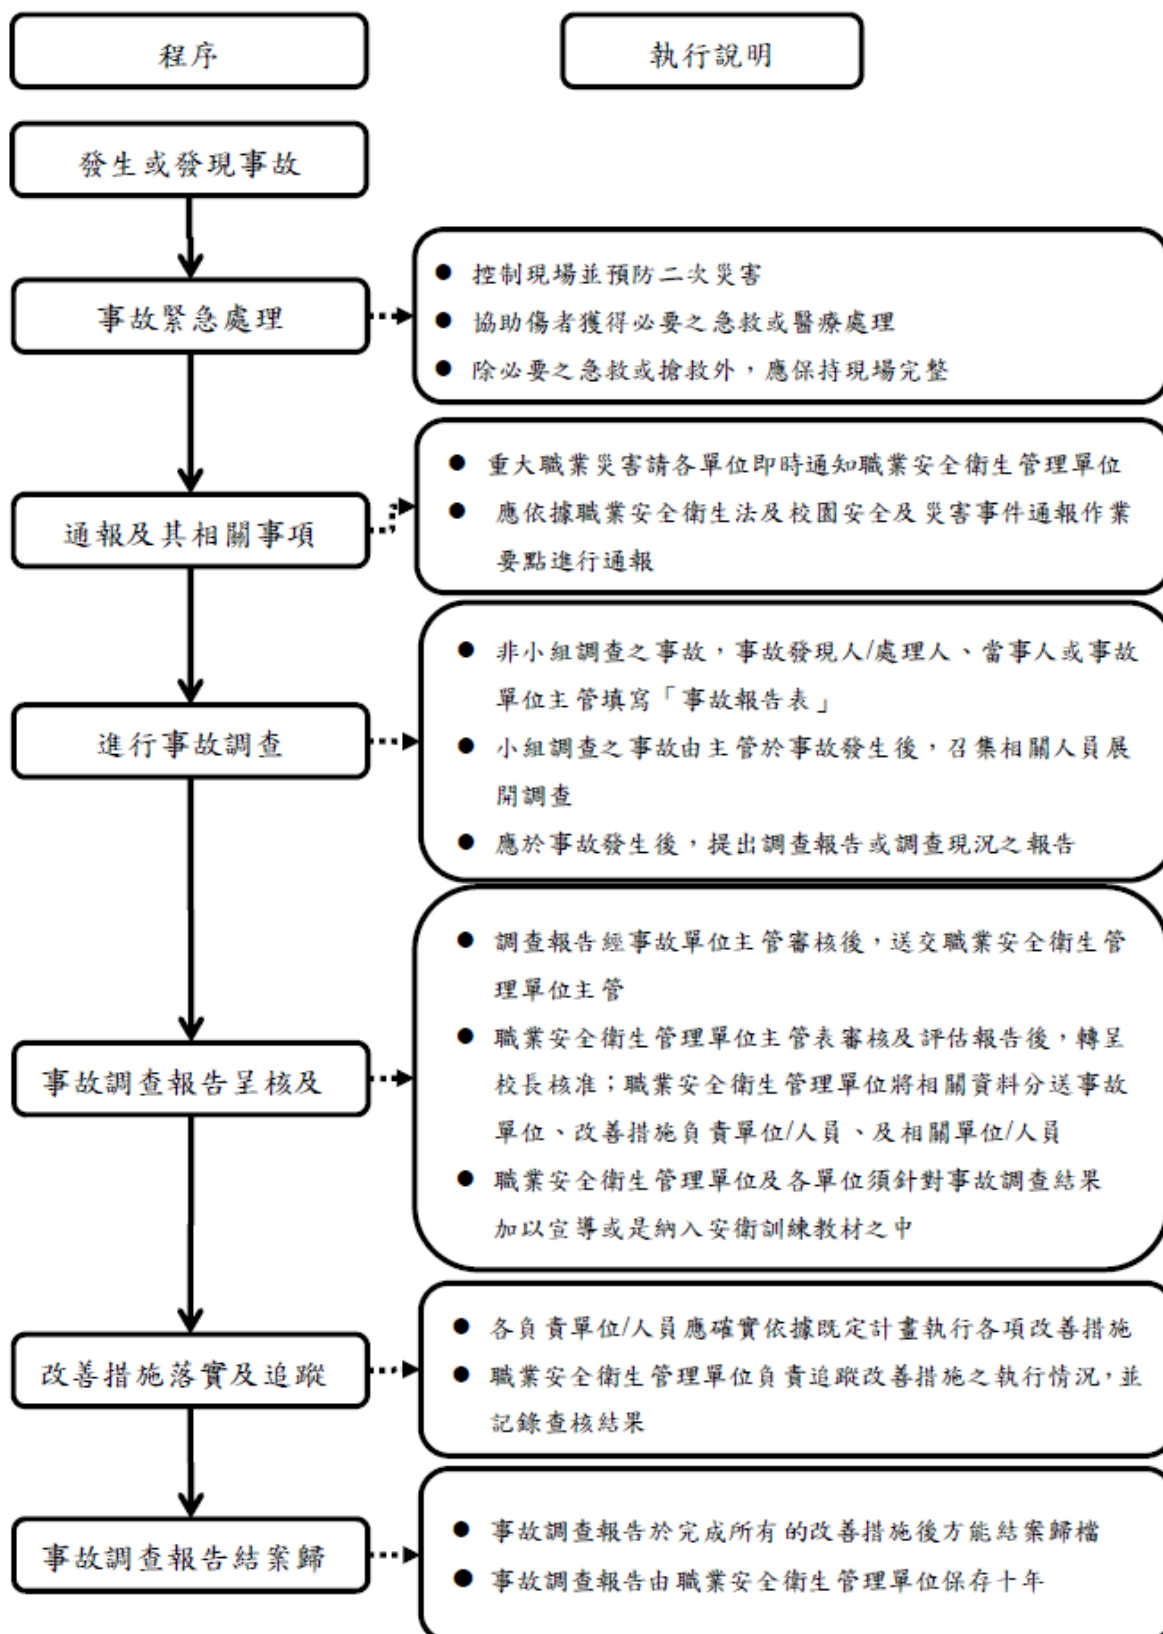 程序
執行說明
發生或發現事故
事故緊急處理
● 控制現場並預防二次災害
● 協助傷者獲得必要之急救或醫療處理
● 除必要之急救或搶救外，應保持現場完整
通報及其相關事項
● 重大職業災害請各單位即時通知職業安全衛生管理單位
● 應依據職業安全衛生法及校園安全及災害事件通報作業
要點進行通報
進行事故調查
● 非小組調查之事故，事故發現人/處理人、當事人或事故
單位主管填寫「事故報告表」
● 小組調查之事故由主管於事故發生後，召集相關人員展
開調查
● 應於事故發生後，提出調查報告或調查現況之報告
事故調查報告呈核及
● 調查報告經事故單位主管審核後，送交職業安全衛生管
理單位主管
● 職業安全衛生管理單位主管表審核及評估報告後，轉呈
校長核准；職業安全衛生管理單位將相關資料分送事故
單位、改善措施負責單位/人員、及相關單位/人員
● 職業安全衛生管理單位及各單位須針對事故調查結果
加以宣導或是納入安衛訓練教材之中
改善措施落實及追蹤
● 各負責單位/人員應確實依據既定計畫執行各項改善措施
● 職業安全衛生管理單位負責追蹤改善措施之執行情況，並
記錄查核結果
事故調查報告結案歸
● 事故調查報告於完成所有的改善措施後方能結案歸檔
● 事故調查報告由職業安全衛生管理單位保存十年